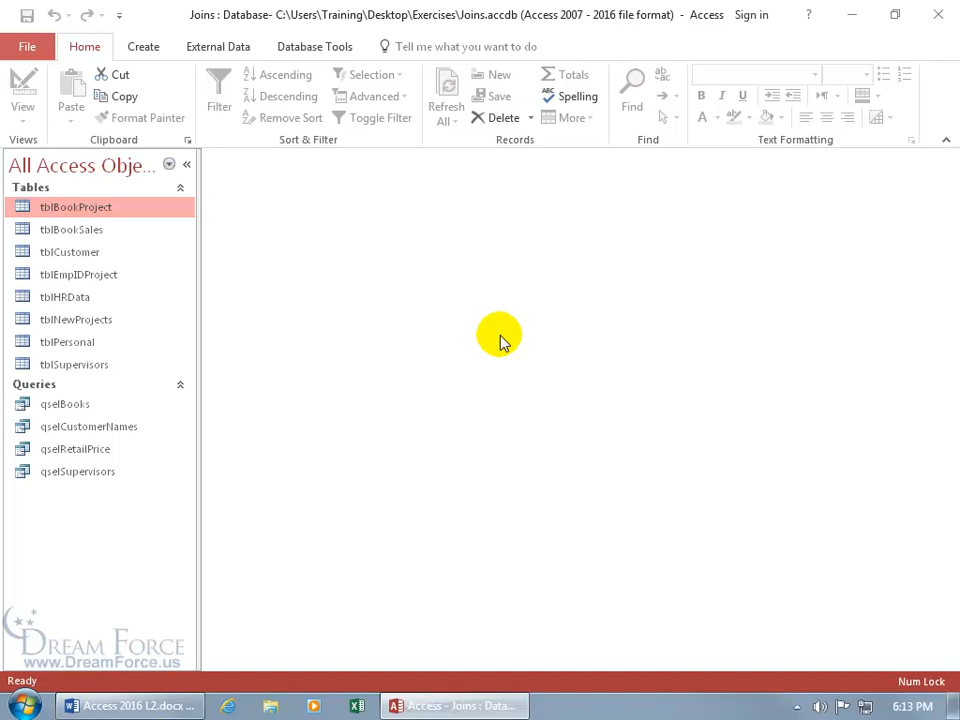 Joins : Database- C:\Users\Training\Desktop\Exercises\Joins.accdb (Access 2007 - 2016 file format) - Access
Sign in
?
File
Home
Create
External Data
Database Tools
Tell me what you want to do
View
Views
Paste
Cut
Copy
Format Painter
Clipboard
Filter
Ascending
Descending
Remove Sort
Selection
Advanced
Toggle Filter
Sort & Filter
Refresh
All
New
Save
Delete
Totals
Spelling
More
Records
Find
Find
B I U
A
Text Formatting
All Access Obje...
Tables
tblBookProject
tblBookSales
tblCustomer
tblEmpIDProject
tblHRData
tblNewProjects
tblPersonal
tblSupervisors
Queries
qselBooks
qselCustomerNames
qselRetailPrice
qselSupervisors
DREAM FORCE
www.DreamForce.us
Ready
Num Lock
Access 2016 L2.docx ...
Access - Joins : Data...
6:13 PM